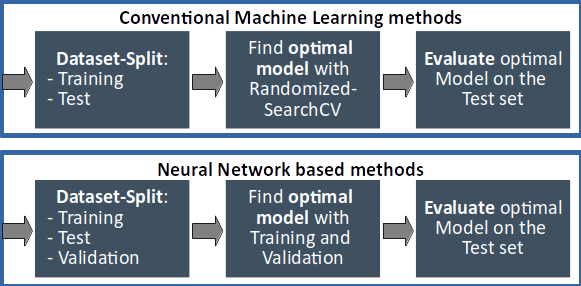 Conventional Machine Learning methods
Dataset-Split:
- Training
- Test
Find optimal
model with
Randomized-
SearchCV
Evaluate optimal
Model on the
Test set
Neural Network based methods
Dataset-Split:
- Training
- Test
- Validation
Find optimal
model with
Training and
Validation
Evaluate optimal
Model on the
Test set